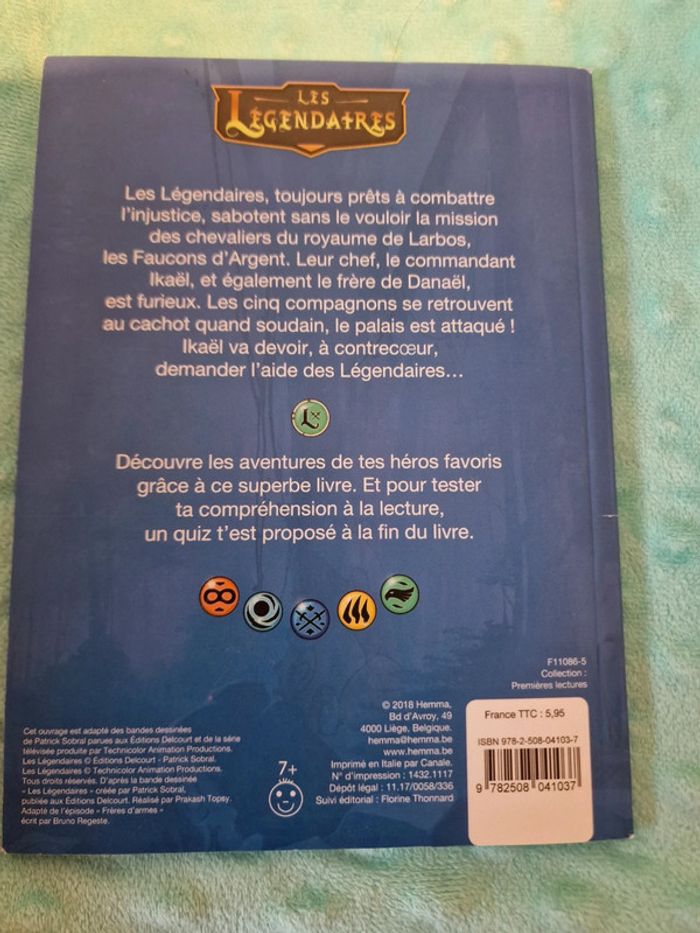 LES
LÉGENDAIRES
Les Légendaires, toujours prêts à combattre
l'injustice, sabotent sans le vouloir la mission
des chevaliers du royaume de Larbos,
les Faucons d'Argent. Leur chef, le commandant
Ikaël, et également le frère de Danaël,
est furieux. Les cinq compagnons se retrouvent
au cachot quand soudain, le palais est attaqué !
Ikaël va devoir, à contrecœur,
demander l'aide des Légendaires...
L
Découvre les aventures de tes héros favoris
grâce à ce superbe livre. Et pour tester
ta compréhension à la lecture,
un quiz t'est proposé à la fin du livre.
F11086-5
Collection :
Premières lectures
Cet ouvrage est adapté des bandes dessinées
de Patrick Sobral parues aux Éditions Delcourt et de la série
télévisée produite par Technicolor Animation Productions.
Les Légendaires © Éditions Delcourt - Patrick Sobral.
Les Légendaires © Technicolor Animation Productions.
Tous droits réservés. D'après la bande dessinée
« Les Légendaires » créée par Patrick Sobral,
publiée aux Éditions Delcourt. Réalisé par Prakash Topsy.
Adapté de l'épisode « Frères d'armes »
écrit par Bruno Regeste.
7+
© 2018 Hemma,
Bd d'Avroy, 49
4000 Liège, Belgique.
hemma@hemma.be
www.hemma.be
Imprimé en Italie par Canale.
N° d'impression : 1432.1117
Dépôt légal : 11.17/0058/336
Suivi éditorial : Florine Thonnard
France TTC : 5,95
ISBN 978-2-508-04103-7
9 782508 041037